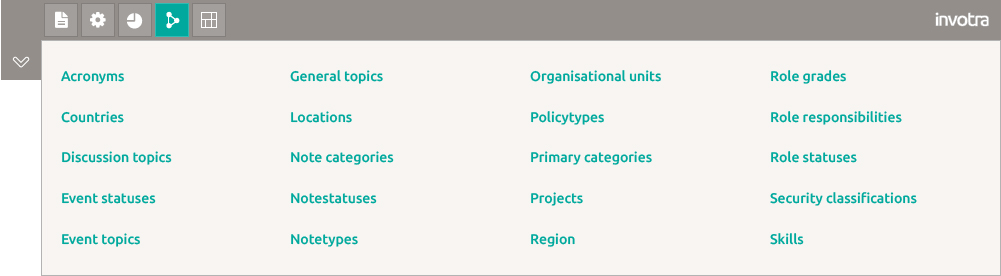 invotra
Acronyms General topics Organisational units Role grades
Countries Locations Policytypes Role responsibilities
Discussion topics Note categories Primary categories Role statuses
Event statuses Notestatuses Projects Security classifications
Event topics Notetypes Region Skills